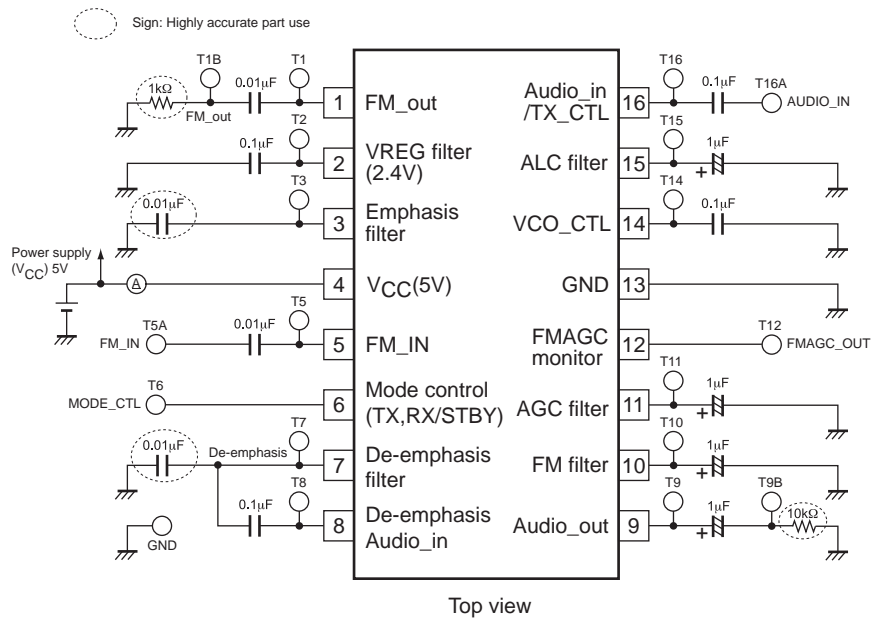 Sign: Highly accurate part use
T1B
T1
0.01μF
1kΩ
FM_out
1
FM_out
T2
0.1μF
2
VREG filter
(2.4V)
T3
0.01μF
3
Emphasis
filter
Power supply
(VCC) 5V
A
4
VCC(5V)
T5A
FM_IN
0.01μF
T5
5
FM_IN
T6
MODE_CTL
6
Mode control
(TX,RX/STBY)
0.01μF
De-emphasis
T7
7
De-emphasis
filter
0.1μF
T8
8
De-emphasis
Audio_in
GND
Audio_in
/TX_CTL
16
T16
0.1μF
T16A
AUDIO_IN
ALC filter
15
T15
1μF
+
VCO_CTL
14
T14
0.1μF
GND
13
FMAGC
monitor
12
T12
FMAGC_OUT
AGC filter
11
T11
1μF
+
FM filter
10
T10
1μF
+
Audio_out
9
T9
1μF
+
T9B
10kΩ
Top view